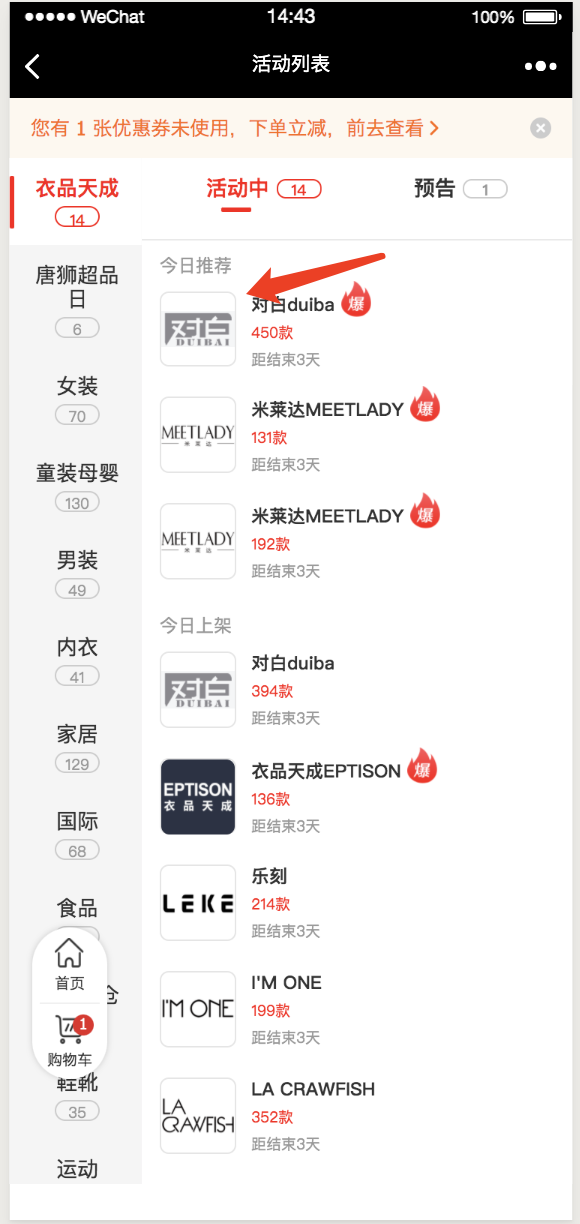 WeChat 14:43 100%
活动列表
您有 1 张优惠券未使用，下单立减，前去查看
衣品天成
14
活动中 14
预告 1
唐狮超品
日
6
女装
70
童装母婴
130
男装
49
内衣
41
家居
129
国际
68
食品
仓
首页
1
购物车
鞋靴
35
运动
今日推荐
对白
DUIBAI
对白duiba 爆
450款
距结束3天
MEETLADY
米莱达
米莱达MEETLADY 爆
131款
距结束3天
MEETLADY
米莱达
米莱达MEETLADY 爆
192款
距结束3天
今日上架
对白
DUIBAI
对白duiba
394款
距结束3天
EPTISON
衣品天成
衣品天成EPTISON 爆
136款
距结束3天
LEKE
乐刻
214款
距结束3天
I'M ONE
I'M ONE
199款
距结束3天
LA
CRAWFISH
LA CRAWFISH
352款
距结束3天